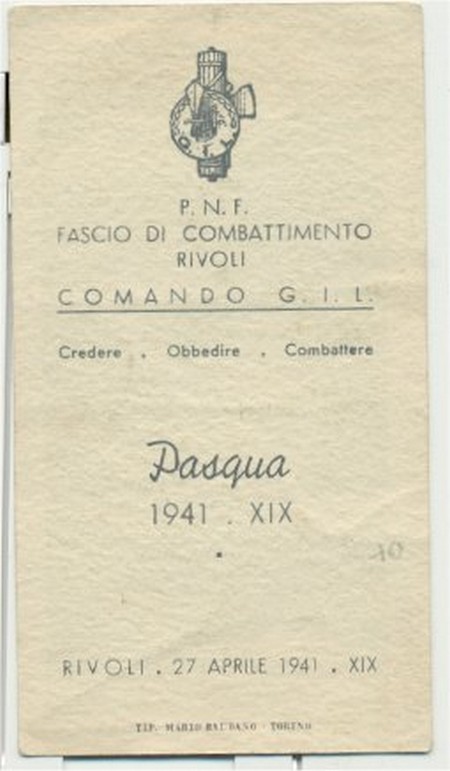 G. I. L.
P. N. F.
FASCIO DI COMBATTIMENTO
RIVOLI
COMANDO G. I. L.
Credere . Obbedire . Combattere
Pasqua
1941 . XIX
RIVOLI . 27 APRILE 1941 . XIX
TIP. MARIO BAUDANO - TORINO